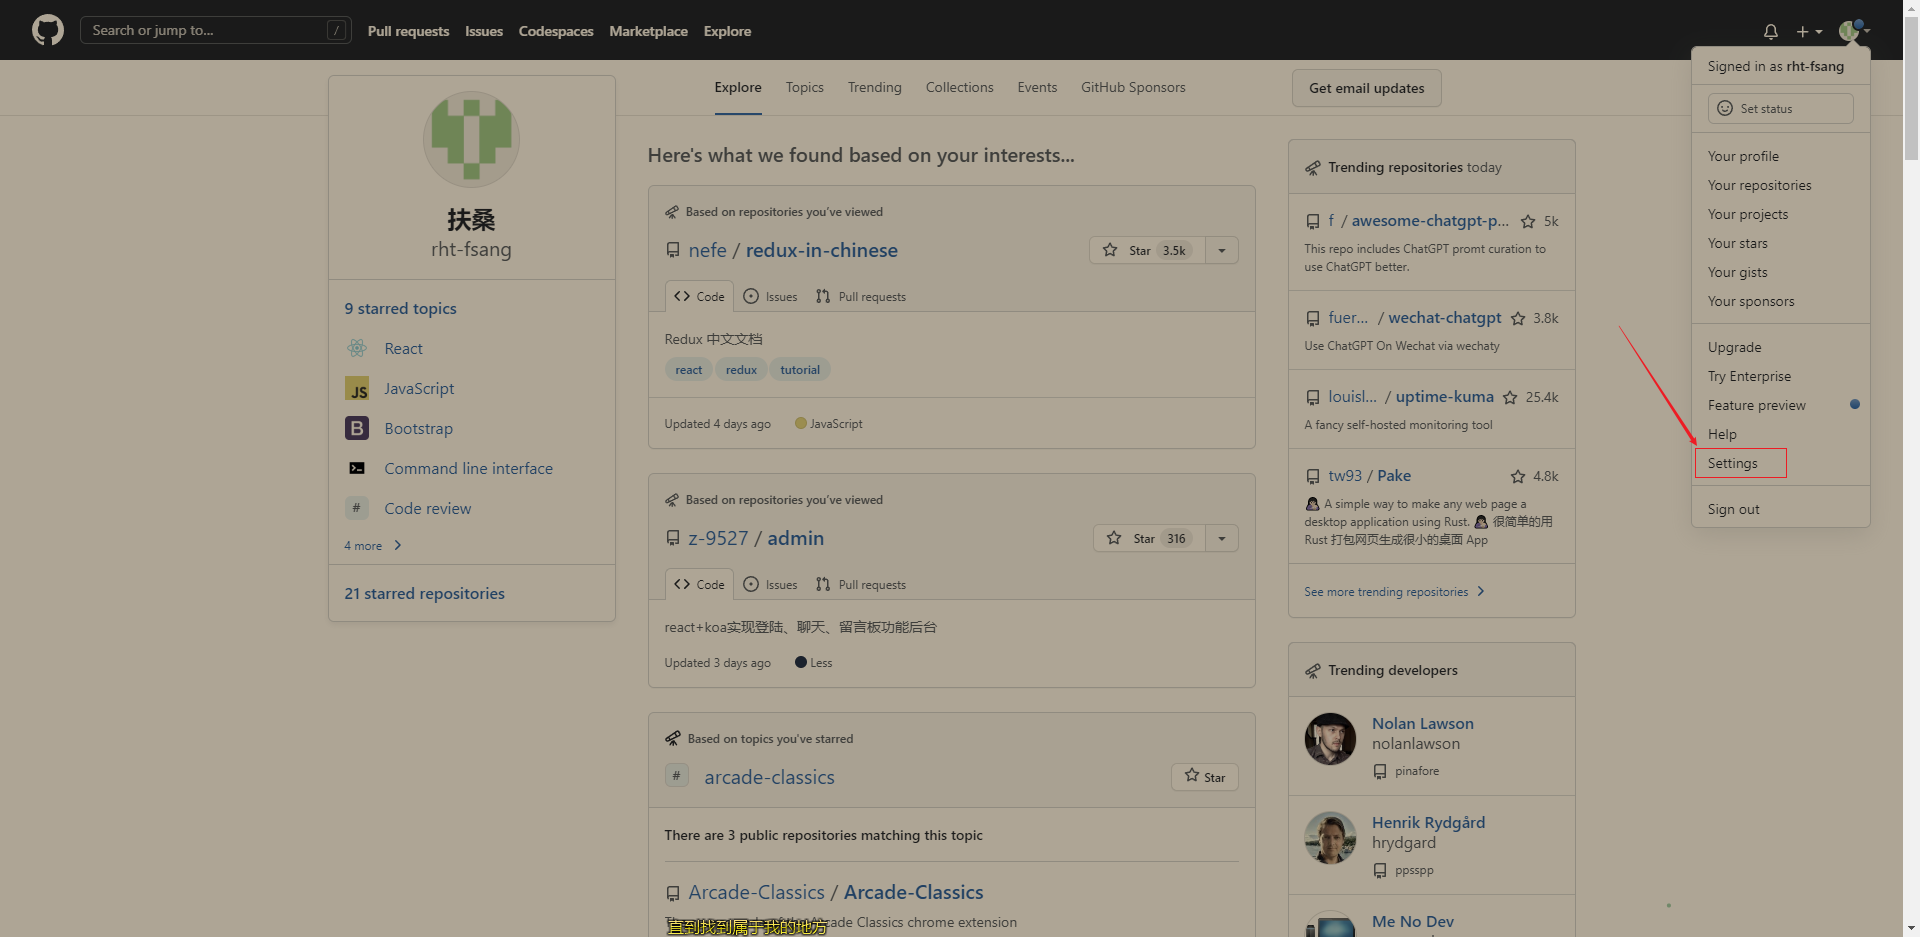 Search or jump to... /
Pull requests Issues Codespaces Marketplace Explore
Signed in as rht-fsang
Set status
Your profile
Your repositories
Your projects
Your stars
Your gists
Your sponsors
Upgrade
Try Enterprise
Feature preview
Help
Settings
Sign out
Explore Topics Trending Collections Events GitHub Sponsors
Get email updates
扶桑
rht-fsang
9 starred topics
React
JS JavaScript
B Bootstrap
Command line interface
# Code review
4 more
21 starred repositories
Here's what we found based on your interests...
Based on repositories you've viewed
nefe / redux-in-chinese
Star 3.5k
Code Issues Pull requests
Redux 中文文档
react redux tutorial
Updated 4 days ago JavaScript
Based on repositories you've viewed
z-9527 / admin
Star 316
Code Issues Pull requests
react+koa实现登陆、聊天、留言板功能后台
Updated 3 days ago Less
Based on topics you've starred
# arcade-classics
Star
There are 3 public repositories matching this topic
Arcade-Classics / Arcade-Classics
cade Classics chrome extension
直到找到属于我的地方
Trending repositories today
f / awesome-chatgpt-p... 5k
This repo includes ChatGPT promt curation to
use ChatGPT better.
fuer... / wechat-chatgpt 3.8k
Use ChatGPT On Wechat via wechaty
louisl... / uptime-kuma 25.4k
A fancy self-hosted monitoring tool
tw93 / Pake 4.8k
A simple way to make any web page a
desktop application using Rust. 很简单的用
Rust 打包网页生成很小的桌面 App
See more trending repositories
Trending developers
Nolan Lawson
nolanlawson
pinafore
Henrik Rydgård
hrydgard
ppsspp
Me No Dev